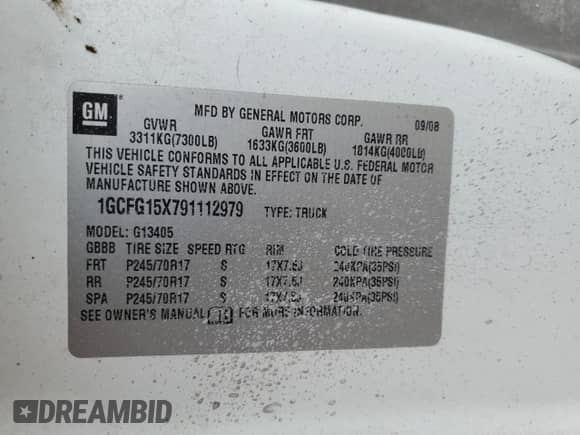 GM
MFD BY GENERAL MOTORS CORP. 09/08
GVWR GAWR FRT GAWR RR
3311KG(7300LB) 1633KG(3600LB) 1814KG(4000LB)
THIS VEHICLE CONFORMS TO ALL APPLICABLE U.S. FEDERAL MOTOR
VEHICLE SAFETY STANDARDS IN EFFECT ON THE DATE OF
MANUFACTURE SHOWN ABOVE.
1GCFG15X791112979 TYPE: TRUCK
MODEL: G13405
GBBB TIRE SIZE SPEED RTG RIM COLD TIRE PRESSURE
FRT P245/70R17 S 17X7.5J 240KPA(35PSI)
RR P245/70R17 S 17X7.5J 240KPA(35PSI)
SPA P245/70R17 S 17X7.5J 240KPA(35PSI)
SEE OWNER'S MANUAL FOR MORE INFORMATION.
DREAMBID